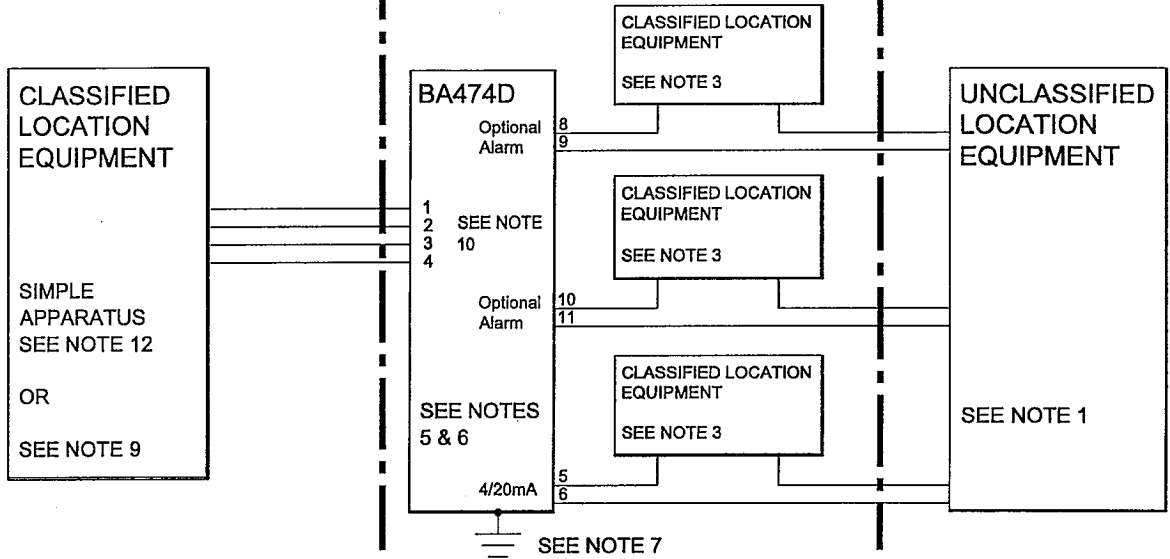 CLASSIFIED
LOCATION
EQUIPMENT
SIMPLE
APPARATUS
SEE NOTE 12
OR
SEE NOTE 9
BA474D
Optional
Alarm
8
9
1
2
3
4
SEE NOTE
10
Optional
Alarm
10
11
SEE NOTES
5 & 6
4/20mA
5
6
SEE NOTE 7
CLASSIFIED LOCATION
EQUIPMENT
SEE NOTE 3
CLASSIFIED LOCATION
EQUIPMENT
SEE NOTE 3
CLASSIFIED LOCATION
EQUIPMENT
SEE NOTE 3
UNCLASSIFIED
LOCATION
EQUIPMENT
SEE NOTE 1